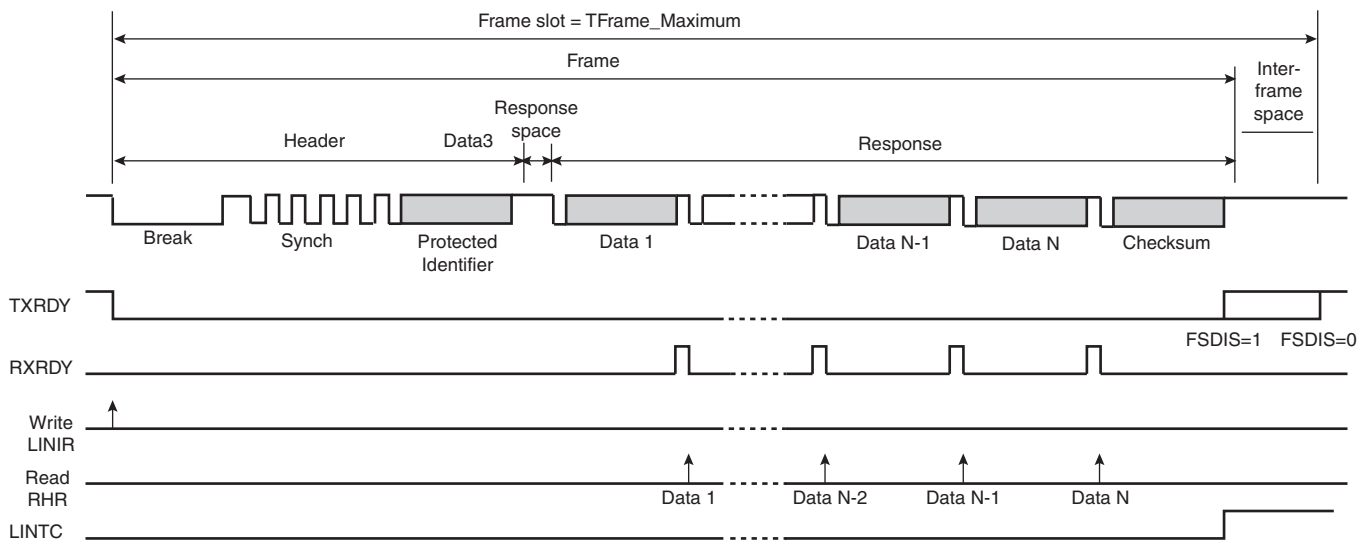 Frame slot = TFrame_Maximum
Frame
Inter-
frame
space
Response
space
Header
Data3
Response
Break
Synch
Protected
Identifier
Data 1
Data N-1
Data N
Checksum
TXRDY
FSDIS=1
FSDIS=0
RXRDY
Write
LINIR
Read
RHR
Data 1
Data N-2
Data N-1
Data N
LINTC